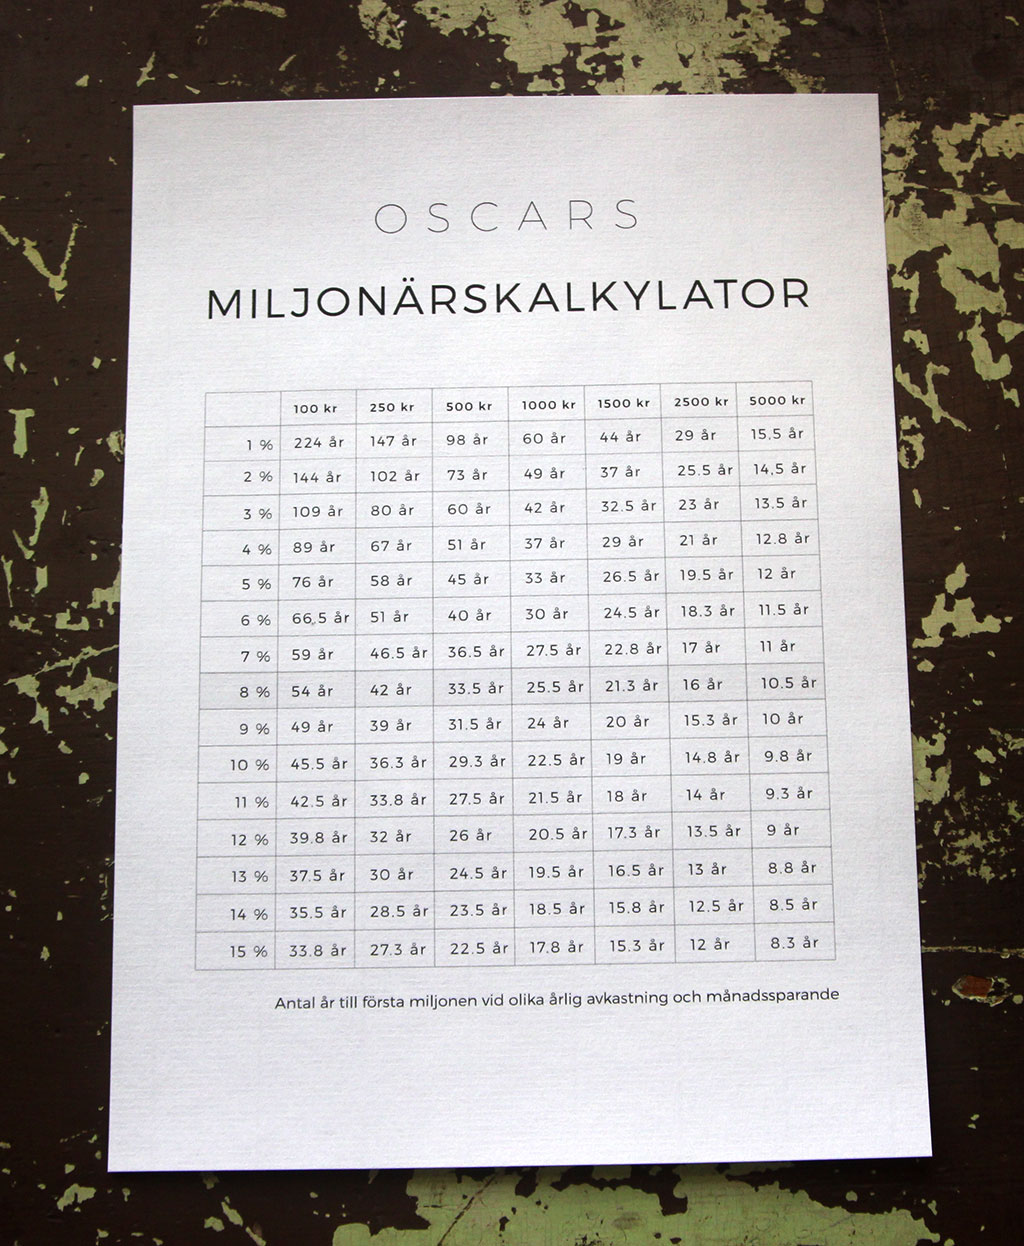 OSCARS
MILJONÄRSKALKYLATOR
100 kr 250 kr 500 kr 1000 kr 1500 kr 2500 kr 5000 kr
1 % 224 år 147 år 98 år 60 år 44 år 29 år 15.5 år
2 % 144 år 102 år 73 år 49 år 37 år 25.5 år 14,5 år
3 % 109 år 80 år 60 år 42 år 32.5 år 23 år 13.5 år
4 % 89 år 67 år 51 år 37 år 29 år 21 år 12.8 år
5 % 76 år 58 år 45 år 33 år 26.5 år 19.5 år 12 år
6 % 66,5 år 51 år 40 år 30 år 24.5 år 18.3 år 11.5 år
7 % 59 år 46.5 år 36.5 år 27.5 år 22.8 år 17 år 11 år
8 % 54 år 42 år 33.5 år 25.5 år 21.3 år 16 år 10.5 år
9 % 49 år 39 år 31.5 år 24 år 20 år 15.3 år 10 år
10 % 45.5 år 36.3 år 29.3 år 22.5 år 19 år 14.8 år 9.8 år
11 % 42.5 år 33.8 år 27.5 år 21.5 år 18 år 14 år 9.3 år
12 % 39.8 år 32 år 26 år 20.5 år 17.3 år 13.5 år 9 år
13 % 37.5 år 30 år 24.5 år 19.5 år 16.5 år 13 år 8.8 år
14 % 35.5 år 28.5 år 23.5 år 18.5 år 15.8 år 12.5 år 8.5 år
15 % 33.8 år 27.3 år 22.5 år 17.8 år 15.3 år 12 år 8.3 år
Antal år till första miljonen vid olika årlig avkastning och månadssparande